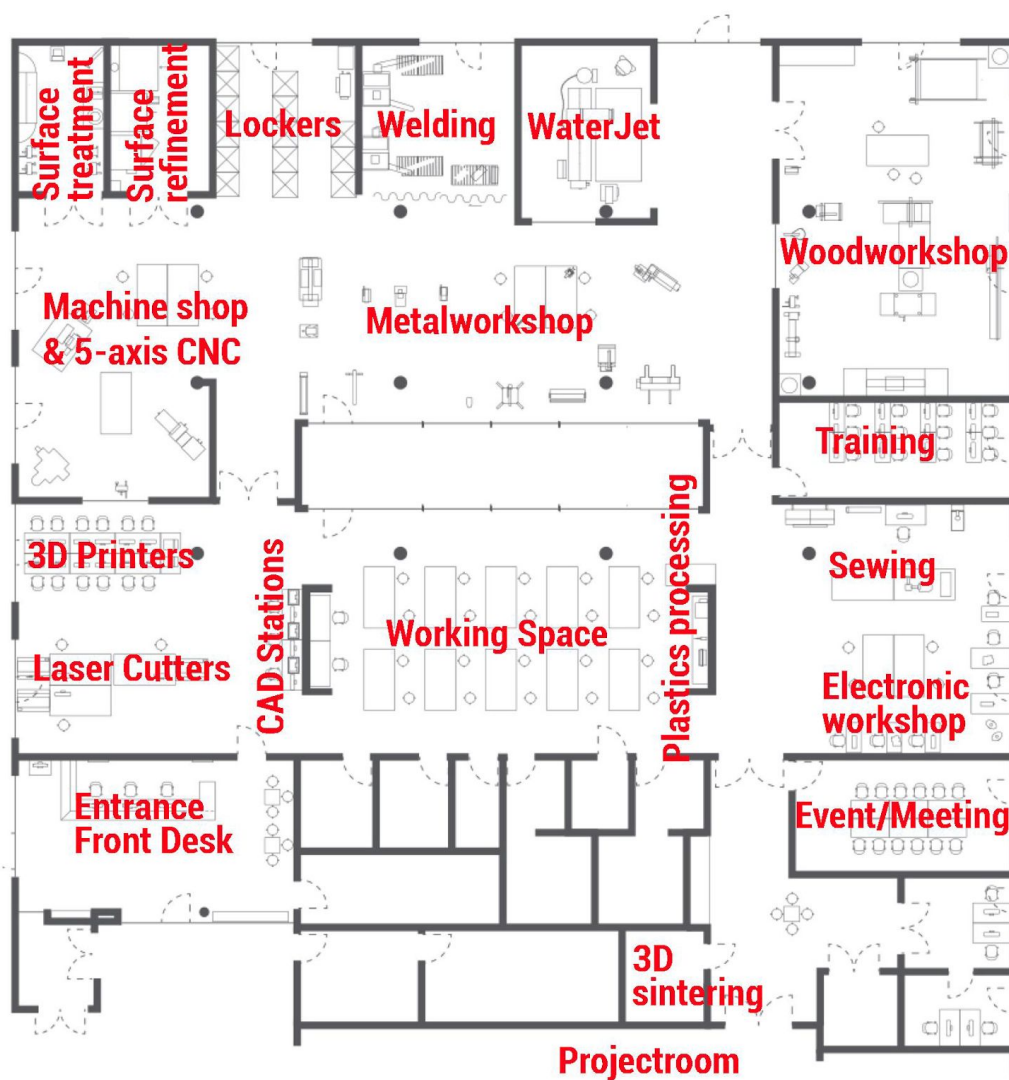 Surface
treatment
Surface
refinement
Lockers
Welding
WaterJet
Woodworkshop
Machine shop
& 5-axis CNC
Metalworkshop
Training
3D Printers
CAD Stations
Plastics processing
Sewing
Working Space
Laser Cutters
Electronic
workshop
Entrance
Front Desk
Event/Meeting
3D
sintering
Projectroom